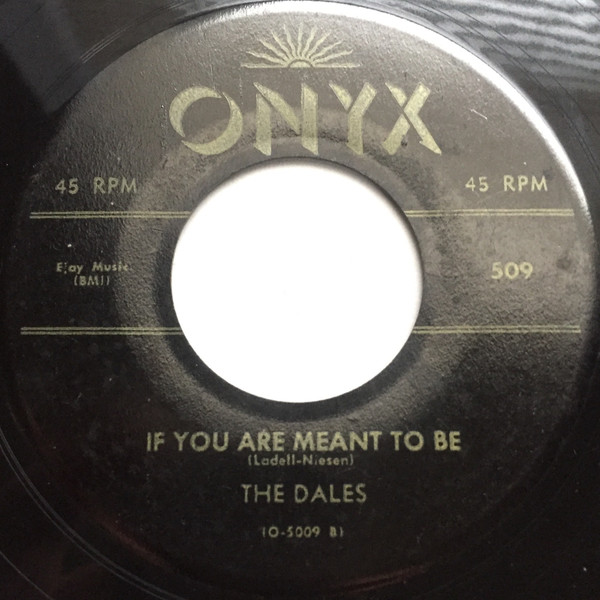 ONYX
45 RPM
45 RPM
Ejay Music
(BMI)
509
IF YOU ARE MEANT TO BE
(Ladell-Niesen)
THE DALES
(O-5009 B)